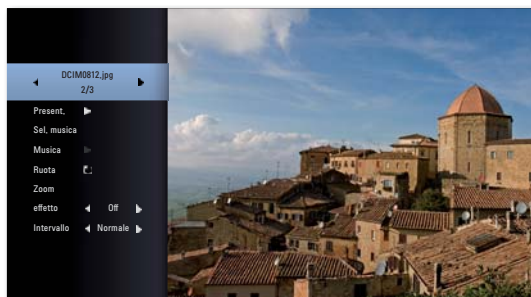 DCIM0812.jpg
2/3
Present.
Sel. musica
Musica
Ruota
Zoom
effetto Off
Intervallo Normale